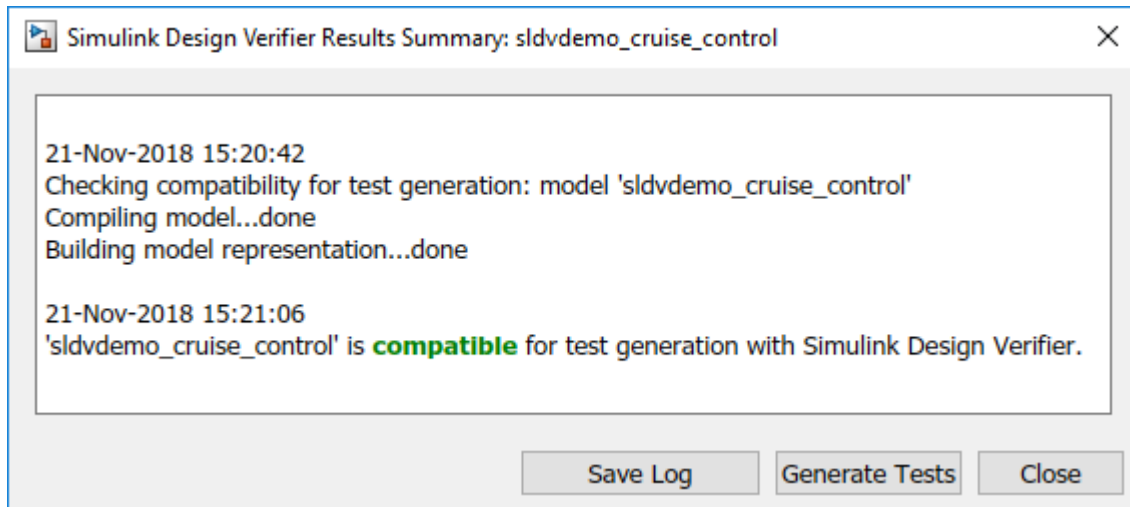 Simulink Design Verifier Results Summary: sldvdemo_cruise_control
21-Nov-2018 15:20:42
Checking compatibility for test generation: model 'sldvdemo_cruise_control'
Compiling model...done
Building model representation...done
21-Nov-2018 15:21:06
'sldvdemo_cruise_control' is compatible for test generation with Simulink Design Verifier.
Save Log
Generate Tests
Close